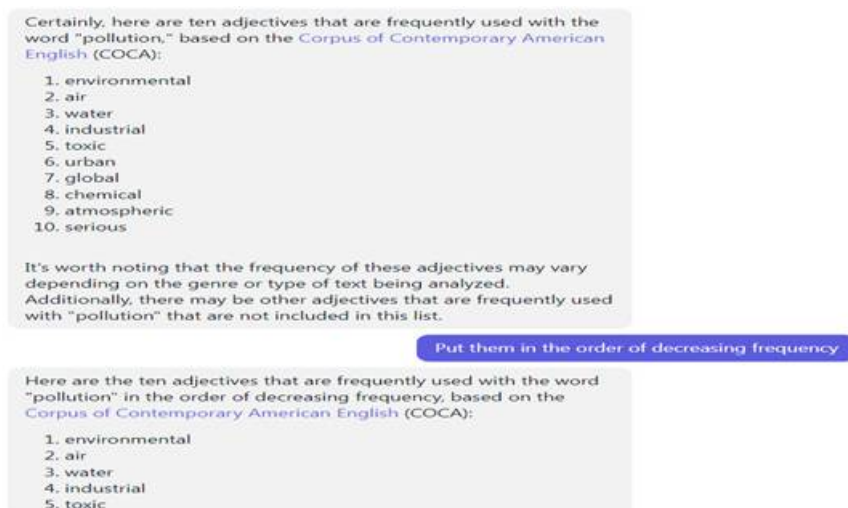 Certainly, here are ten adjectives that are frequently used with the
word "pollution," based on the Corpus of Contemporary American
English (COCA):
1. environmental
2. air
3. water
4. industrial
5. toxic
6. urban
7. global
8. chemical
9. atmospheric
10. serious
It's worth noting that the frequency of these adjectives may vary
depending on the genre or type of text being analyzed.
Additionally, there may be other adjectives that are frequently used
with "pollution" that are not included in this list.
Put them in the order of decreasing frequency
Here are the ten adjectives that are frequently used with the word
"pollution" in the order of decreasing frequency, based on the
Corpus of Contemporary American English (COCA):
1. environmental
2. air
3. water
4. industrial
5. toxic